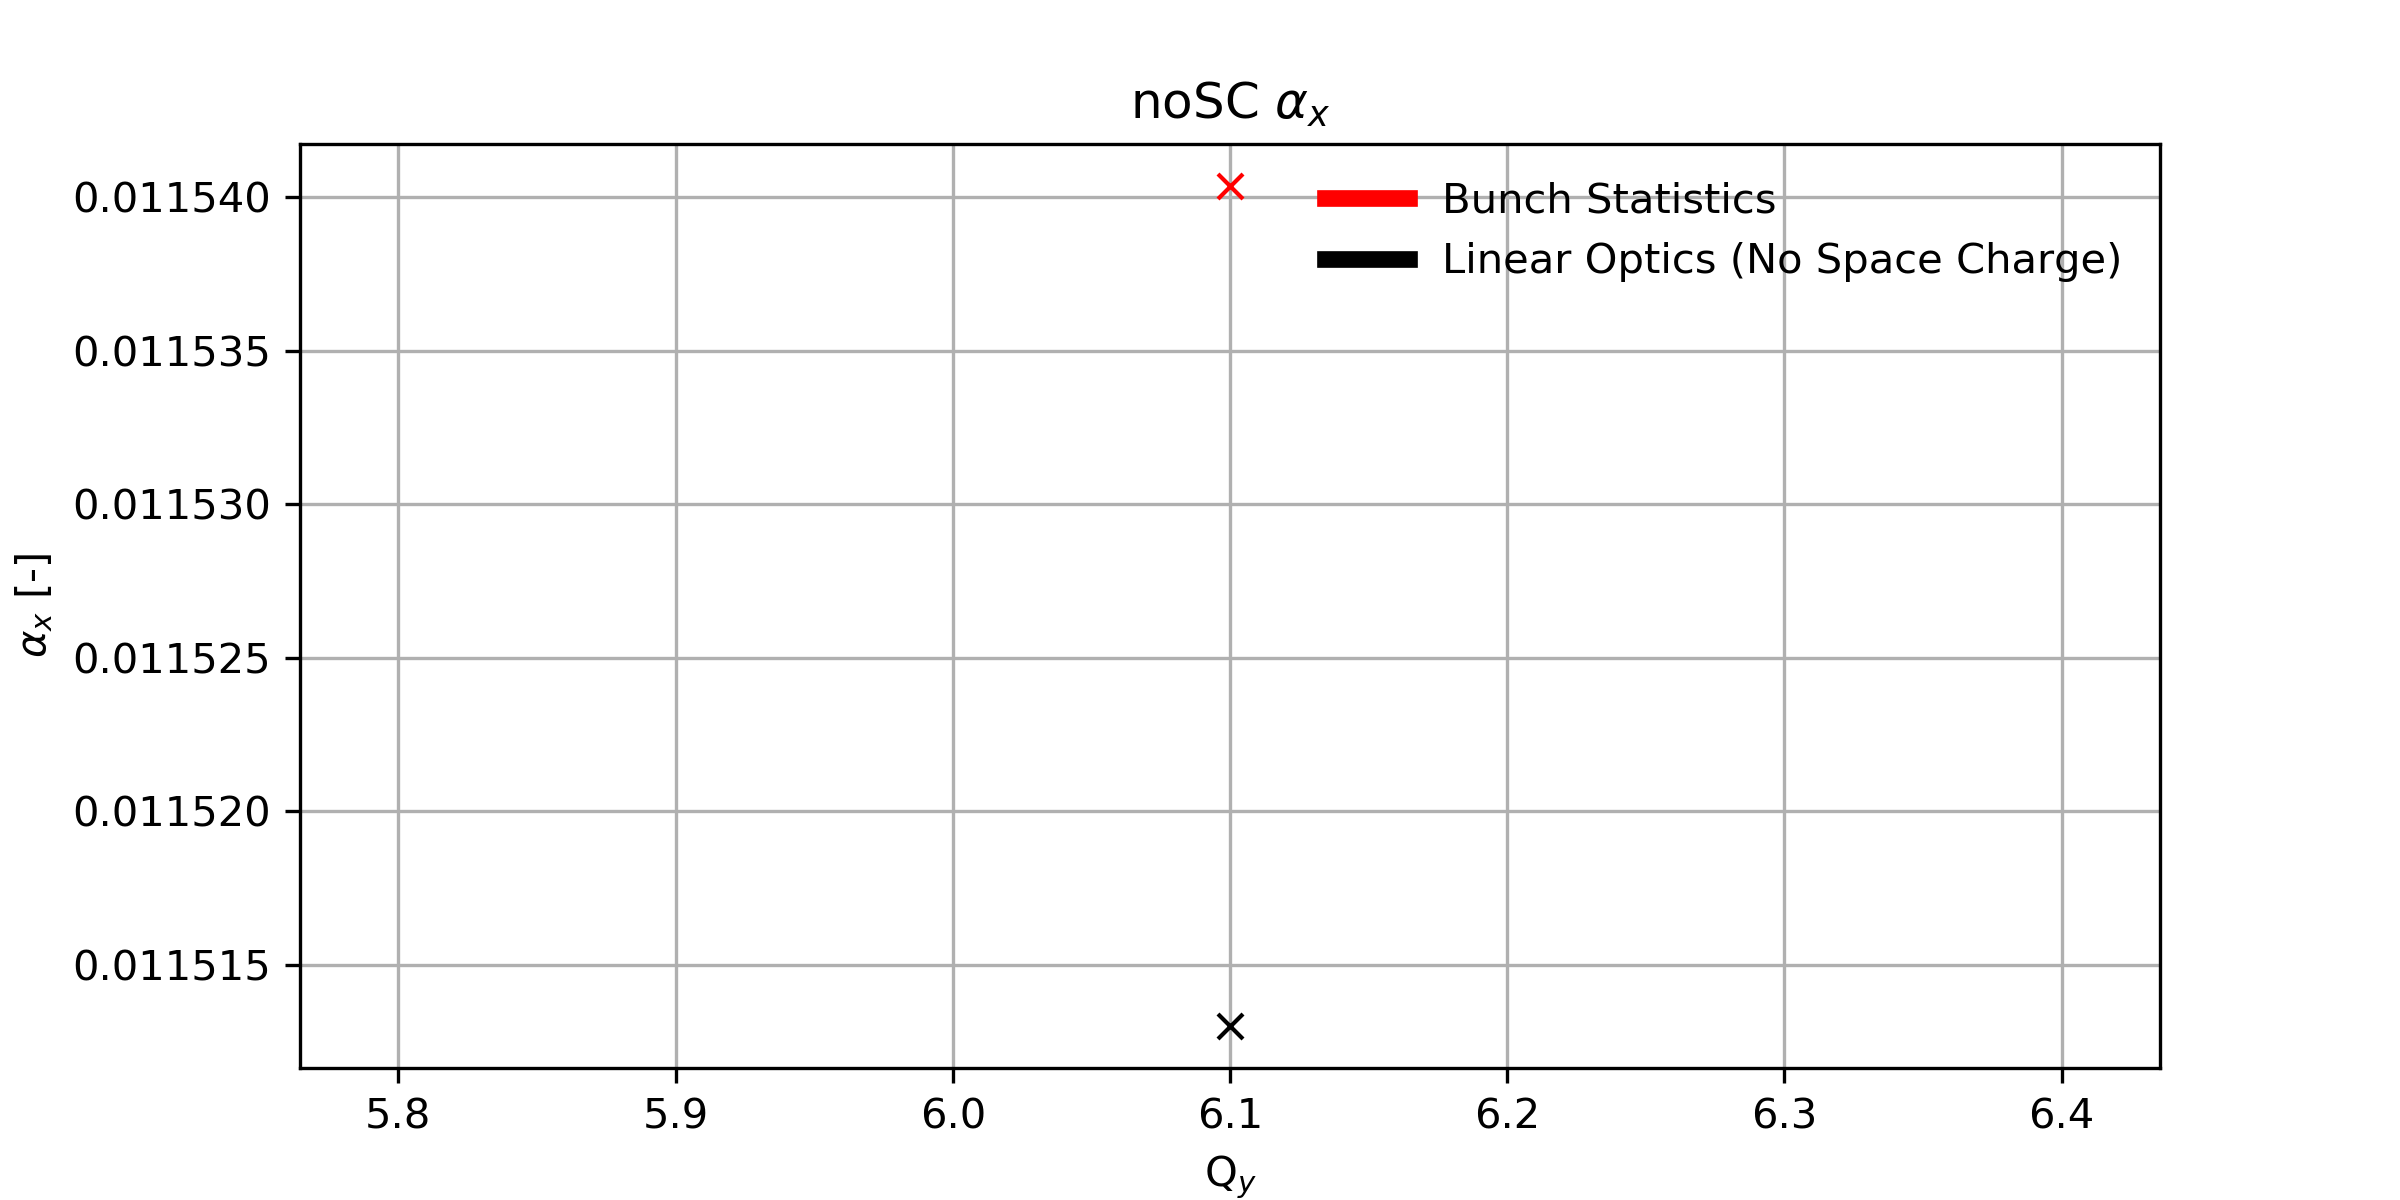 noSC αx
0.011540
0.011535
0.011530
0.011525
0.011520
0.011515
αx [-]
Bunch Statistics
Linear Optics (No Space Charge)
5.8 5.9 6.0 6.1 6.2 6.3 6.4
Qy